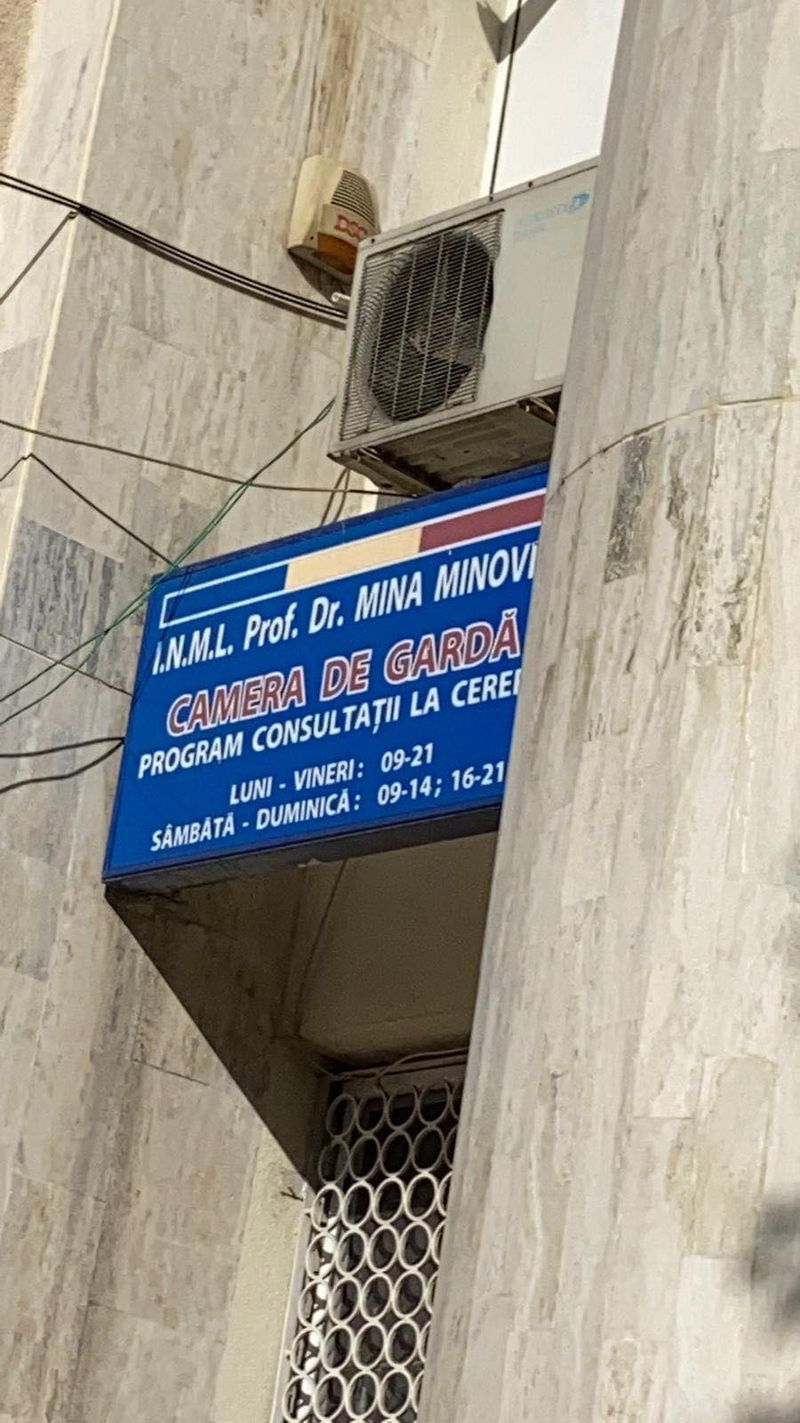 DSC
I.N.M.L. Prof. Dr. MINA MINOVI
CAMERA DE GARDĂ
PROGRAM CONSULTAȚII LA CERE
LUNI - VINERI: 09-21
SÂMBĂTĂ - DUMINICĂ: 09-14; 16-21